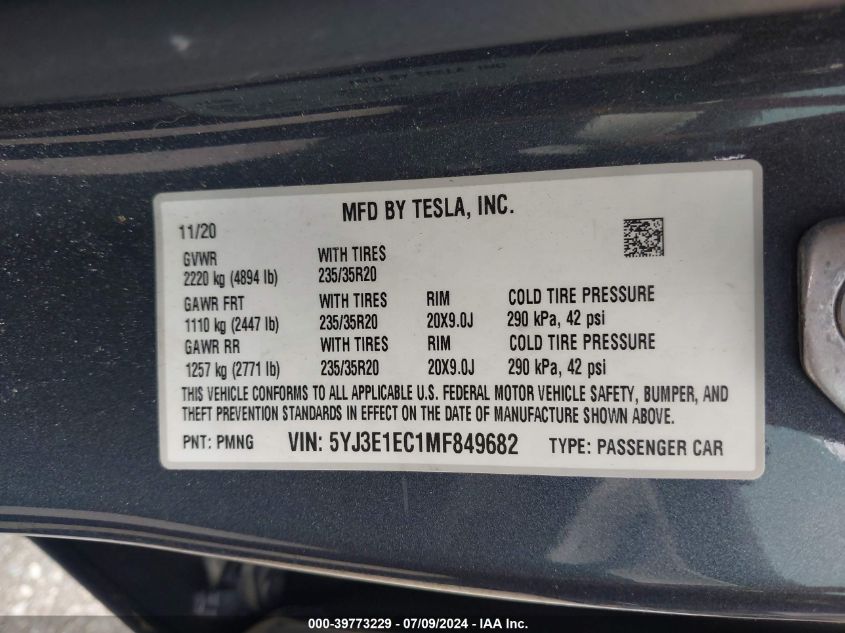 MFD BY TESLA, INC.
11/20
GVWR WITH TIRES
2220 kg (4894 lb) 235/35R20
GAWR FRT WITH TIRES RIM COLD TIRE PRESSURE
1110 kg (2447 lb) 235/35R20 20X9.0J 290 kPa, 42 psi
GAWR RR WITH TIRES RIM COLD TIRE PRESSURE
1257 kg (2771 lb) 235/35R20 20X9.0J 290 kPa, 42 psi
THIS VEHICLE CONFORMS TO ALL APPLICABLE U.S. FEDERAL MOTOR VEHICLE SAFETY, BUMPER, AND
THEFT PREVENTION STANDARDS IN EFFECT ON THE DATE OF MANUFACTURE SHOWN ABOVE.
PNT: PMNG VIN: 5YJ3E1EC1MF849682 TYPE: PASSENGER CAR
000-39773229 - 07/09/2024 - IAA Inc.